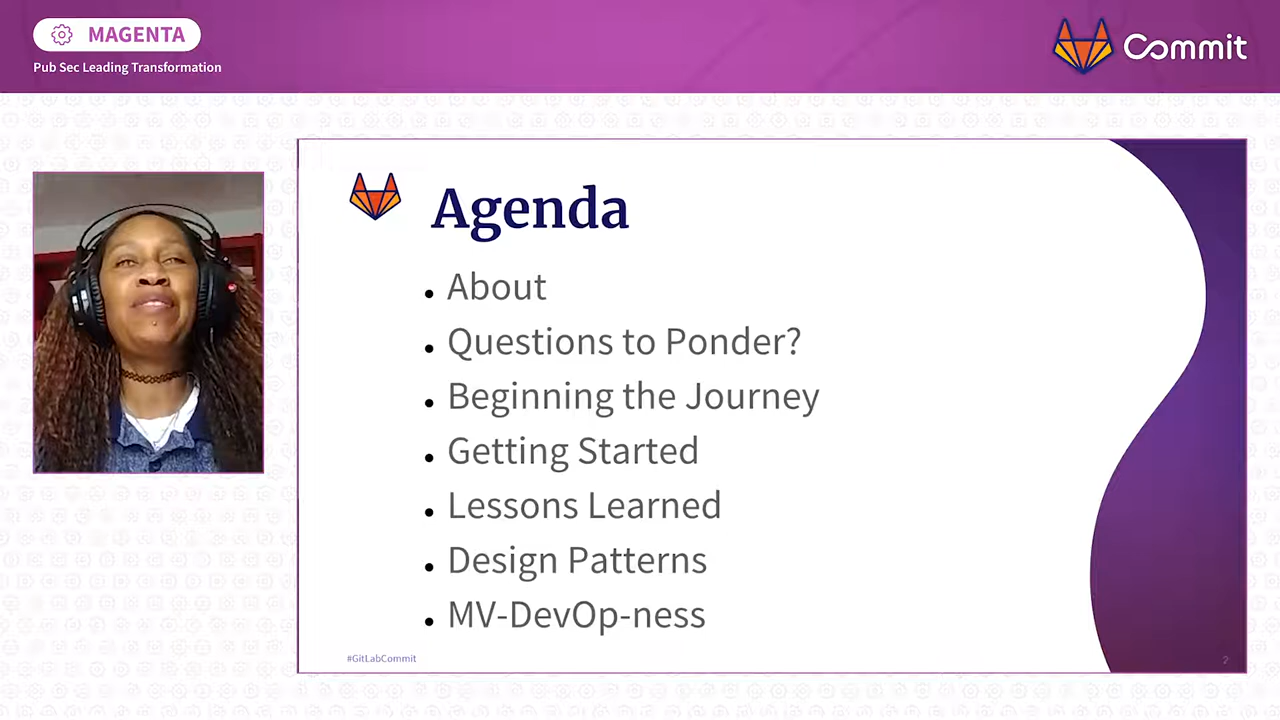 MAGENTA
Pub Sec Leading Transformation
Commit
Agenda
About
Questions to Ponder?
Beginning the Journey
Getting Started
Lessons Learned
Design Patterns
MV-DevOp-ness
#GitLabCommit
2